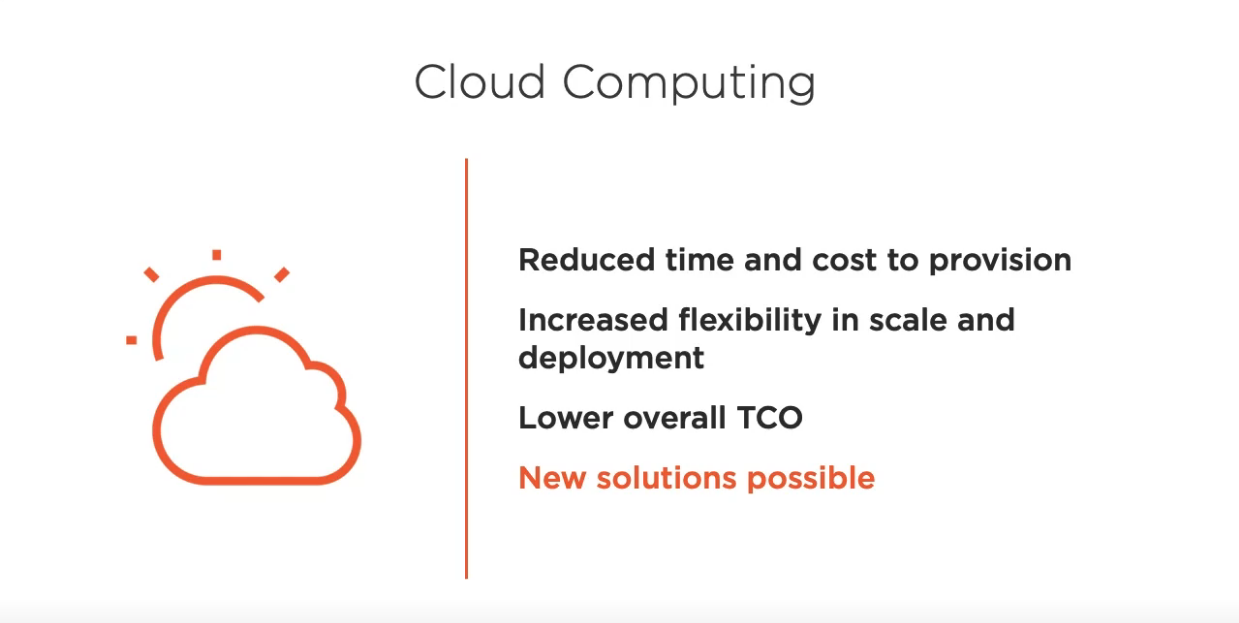 Cloud Computing
Reduced time and cost to provision
Increased flexibility in scale and
deployment
Lower overall TCO
New solutions possible